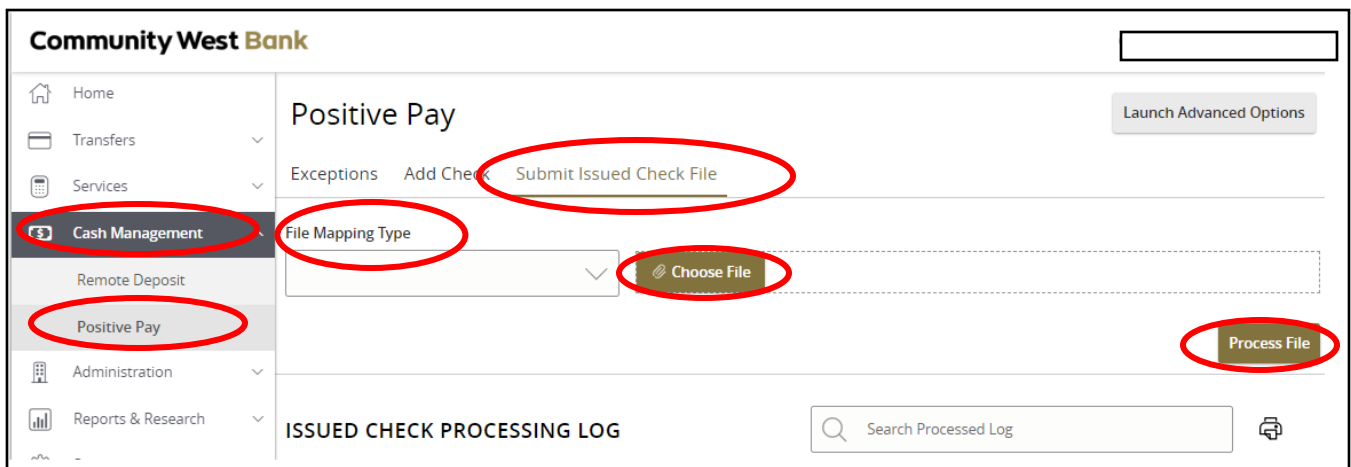 Community West Bank
Home
Transfers
Services
Cash Management
Remote Deposit
Positive Pay
Administration
Reports & Research
Positive Pay
Launch Advanced Options
Exceptions Add Check Submit Issued Check File
File Mapping Type
Choose File
Process File
ISSUED CHECK PROCESSING LOG
Search Processed Log